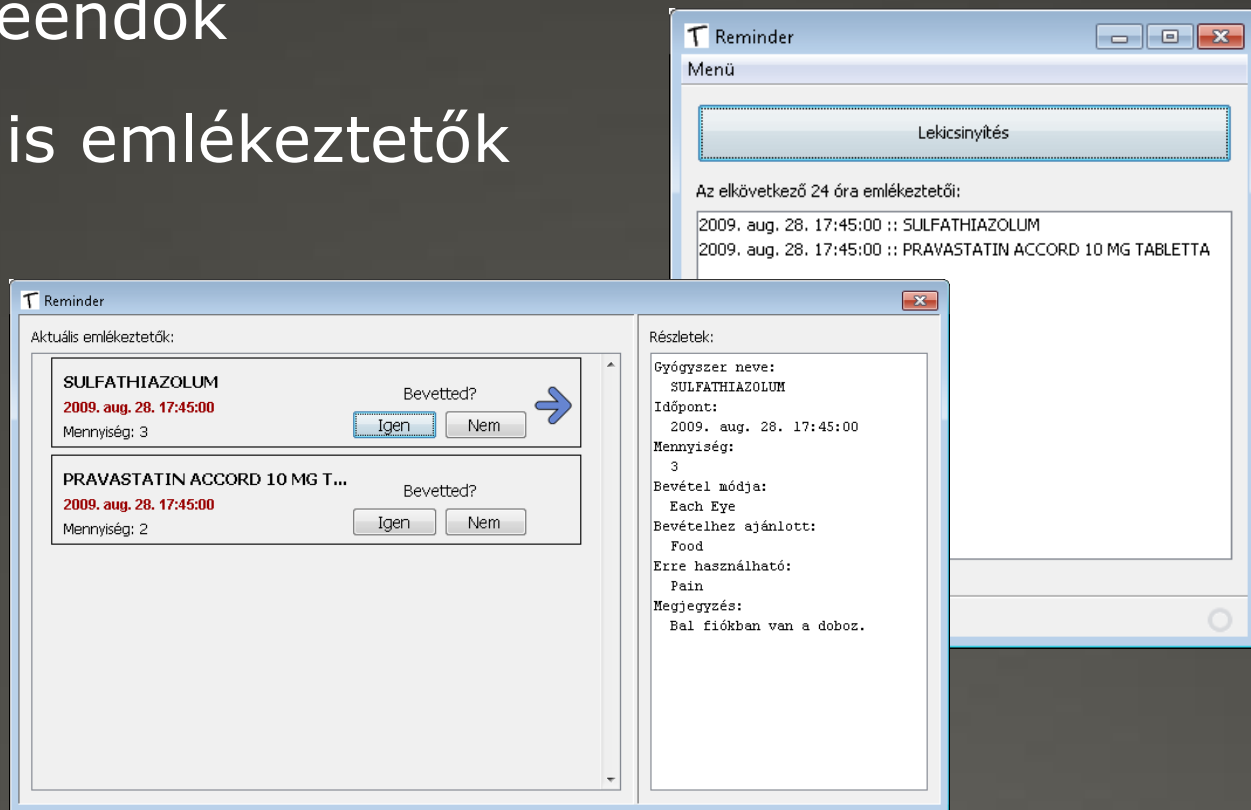 eendők
is emlékeztetők
Reminder
Menü
Lekicsinyítés
Az elkövetkező 24 óra emlékeztetői:
2009. aug. 28. 17:45:00 :: SULFATHIAZOLUM
2009. aug. 28. 17:45:00 :: PRAVASTATIN ACCORD 10 MG TABLETTA
Reminder
Aktuális emlékeztetők:
SULFATHIAZOLUM
2009. aug. 28. 17:45:00
Mennyiség: 3
Bevetted?
Igen Nem
PRAVASTATIN ACCORD 10 MG T...
2009. aug. 28. 17:45:00
Mennyiség: 2
Bevetted?
Igen Nem
Részletek:
Gyógyszer neve:
SULFATHIAZOLUM
Időpont:
2009. aug. 28. 17:45:00
Mennyiség:
3
Bevétel módja:
Each Eye
Bevételhez ajánlott:
Food
Erre használható:
Pain
Megjegyzés:
Bal fiókban van a doboz.